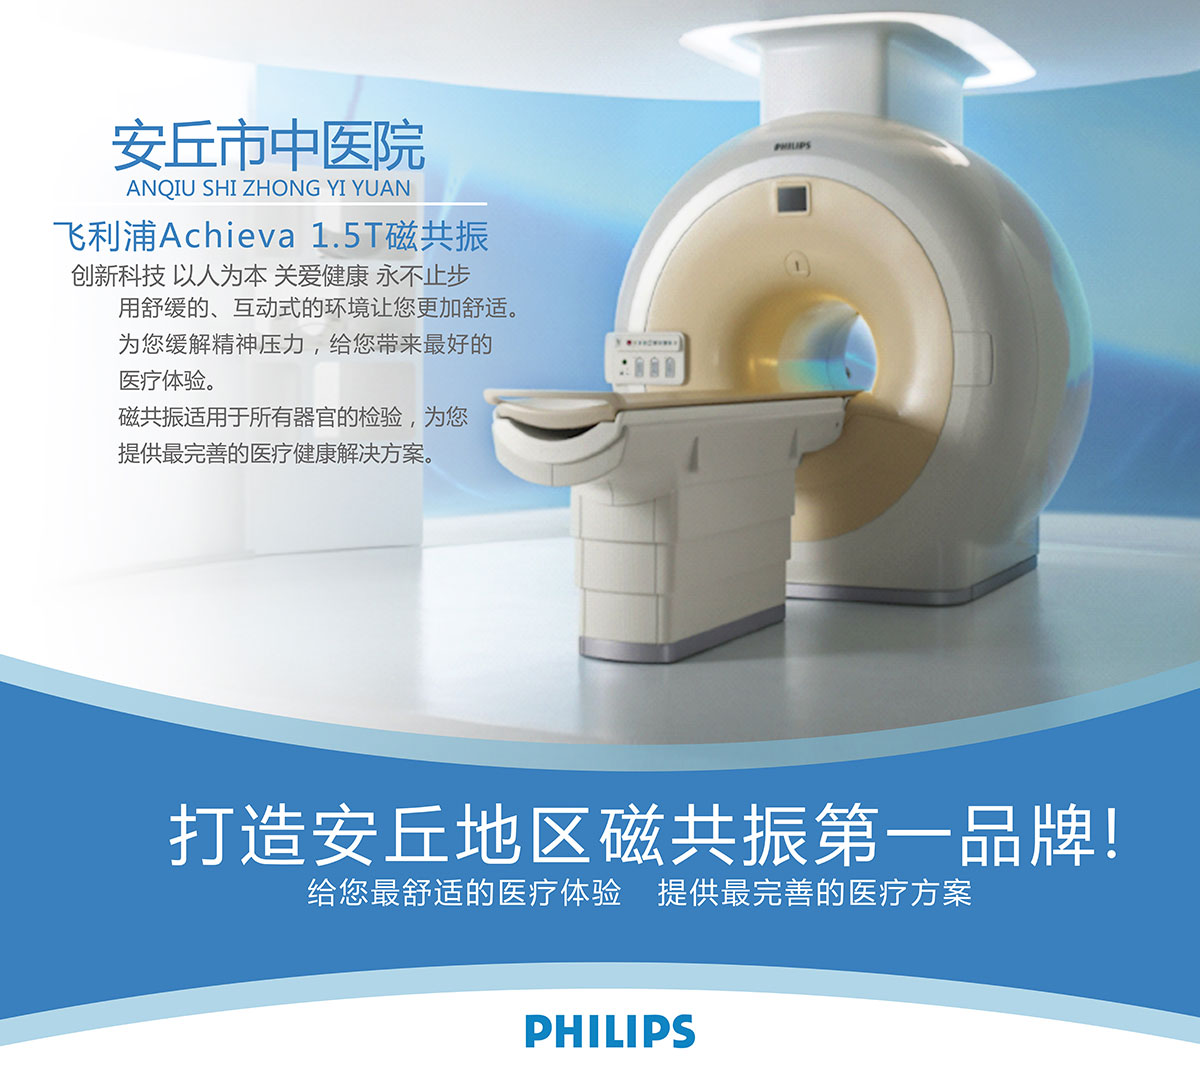 安丘市中医院
ANQIU SHI ZHONG YI YUAN
飞利浦Achieva 1.5T磁共振
创新科技 以人为本 关爱健康 永不止步
用舒缓的、互动式的环境让您更加舒适。
为您缓解精神压力，给您带来最好的
医疗体验。
磁共振适用于所有器官的检验，为您
提供最完善的医疗健康解决方案。
PHILIPS
打造安丘地区磁共振第一品牌!
给您最舒适的医疗体验 提供最完善的医疗方案
PHILIPS